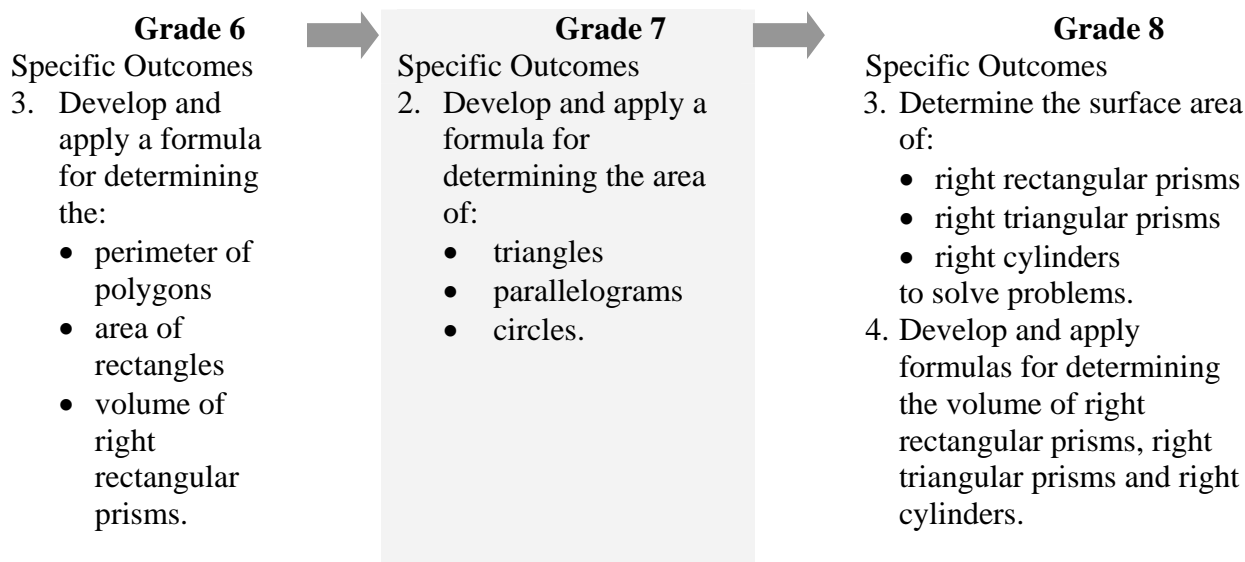 Grade 6
Specific Outcomes
3. Develop and
apply a formula
for determining
the:
• perimeter of
polygons
• area of
rectangles
• volume of
right
rectangular
prisms.
Grade 7
Specific Outcomes
2. Develop and apply a
formula for
determining the area
of:
• triangles
• parallelograms
• circles.
Grade 8
Specific Outcomes
3. Determine the surface area
of:
• right rectangular prisms
• right triangular prisms
• right cylinders
to solve problems.
4. Develop and apply
formulas for determining
the volume of right
rectangular prisms, right
triangular prisms and right
cylinders.